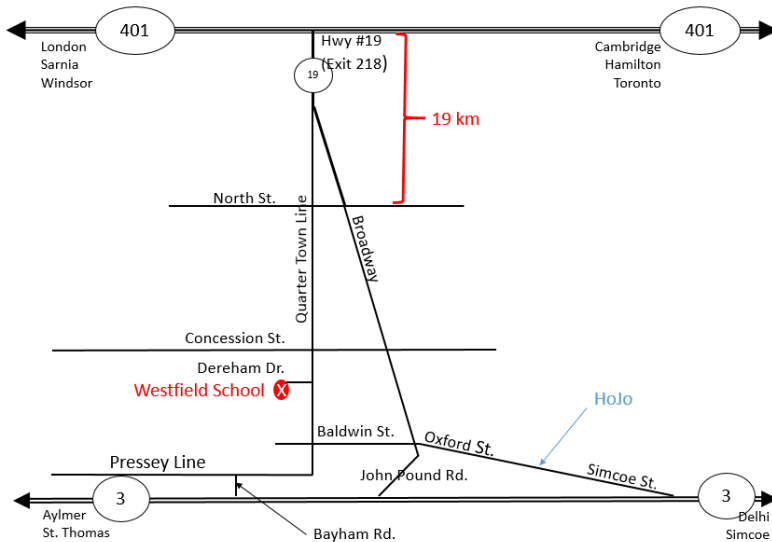 401
401
London
Sarnia
Windsor
Hwy #19
(Exit 218)
Cambridge
Hamilton
Toronto
19
19 km
North St.
Quarter Town Line
Broadway
Concession St.
Dereham Dr.
Westfield School
X
HoJo
Baldwin St.
Oxford St.
Pressey Line
John Pound Rd.
Simcoe St.
3
3
Aylmer
St. Thomas
Bayham Rd.
Delhi
Simcoe